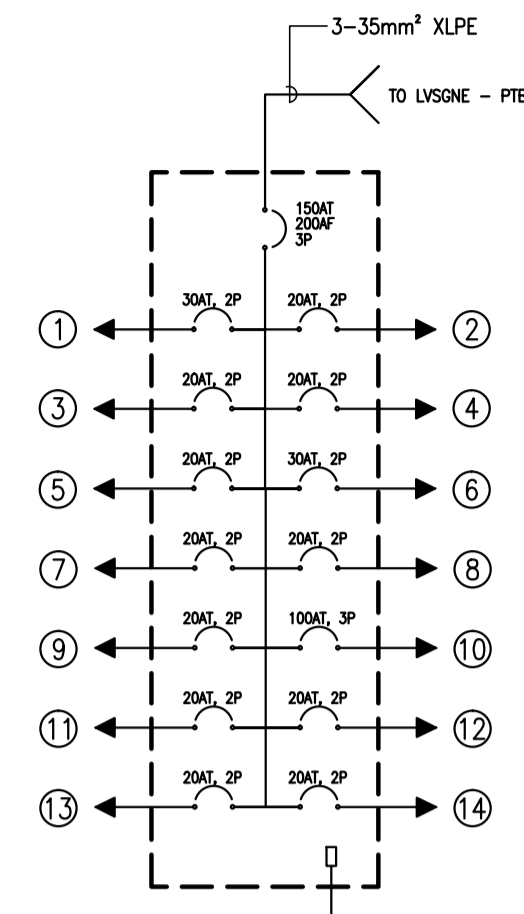 3-35mm² XLPE
TO LVSGNE - PTE
150AT
200AF
3P
30AT, 2P
20AT, 2P
1
2
20AT, 2P
20AT, 2P
3
4
20AT, 2P
30AT, 2P
5
6
20AT, 2P
20AT, 2P
7
8
20AT, 2P
100AT, 3P
9
10
20AT, 2P
20AT, 2P
11
12
20AT, 2P
20AT, 2P
13
14